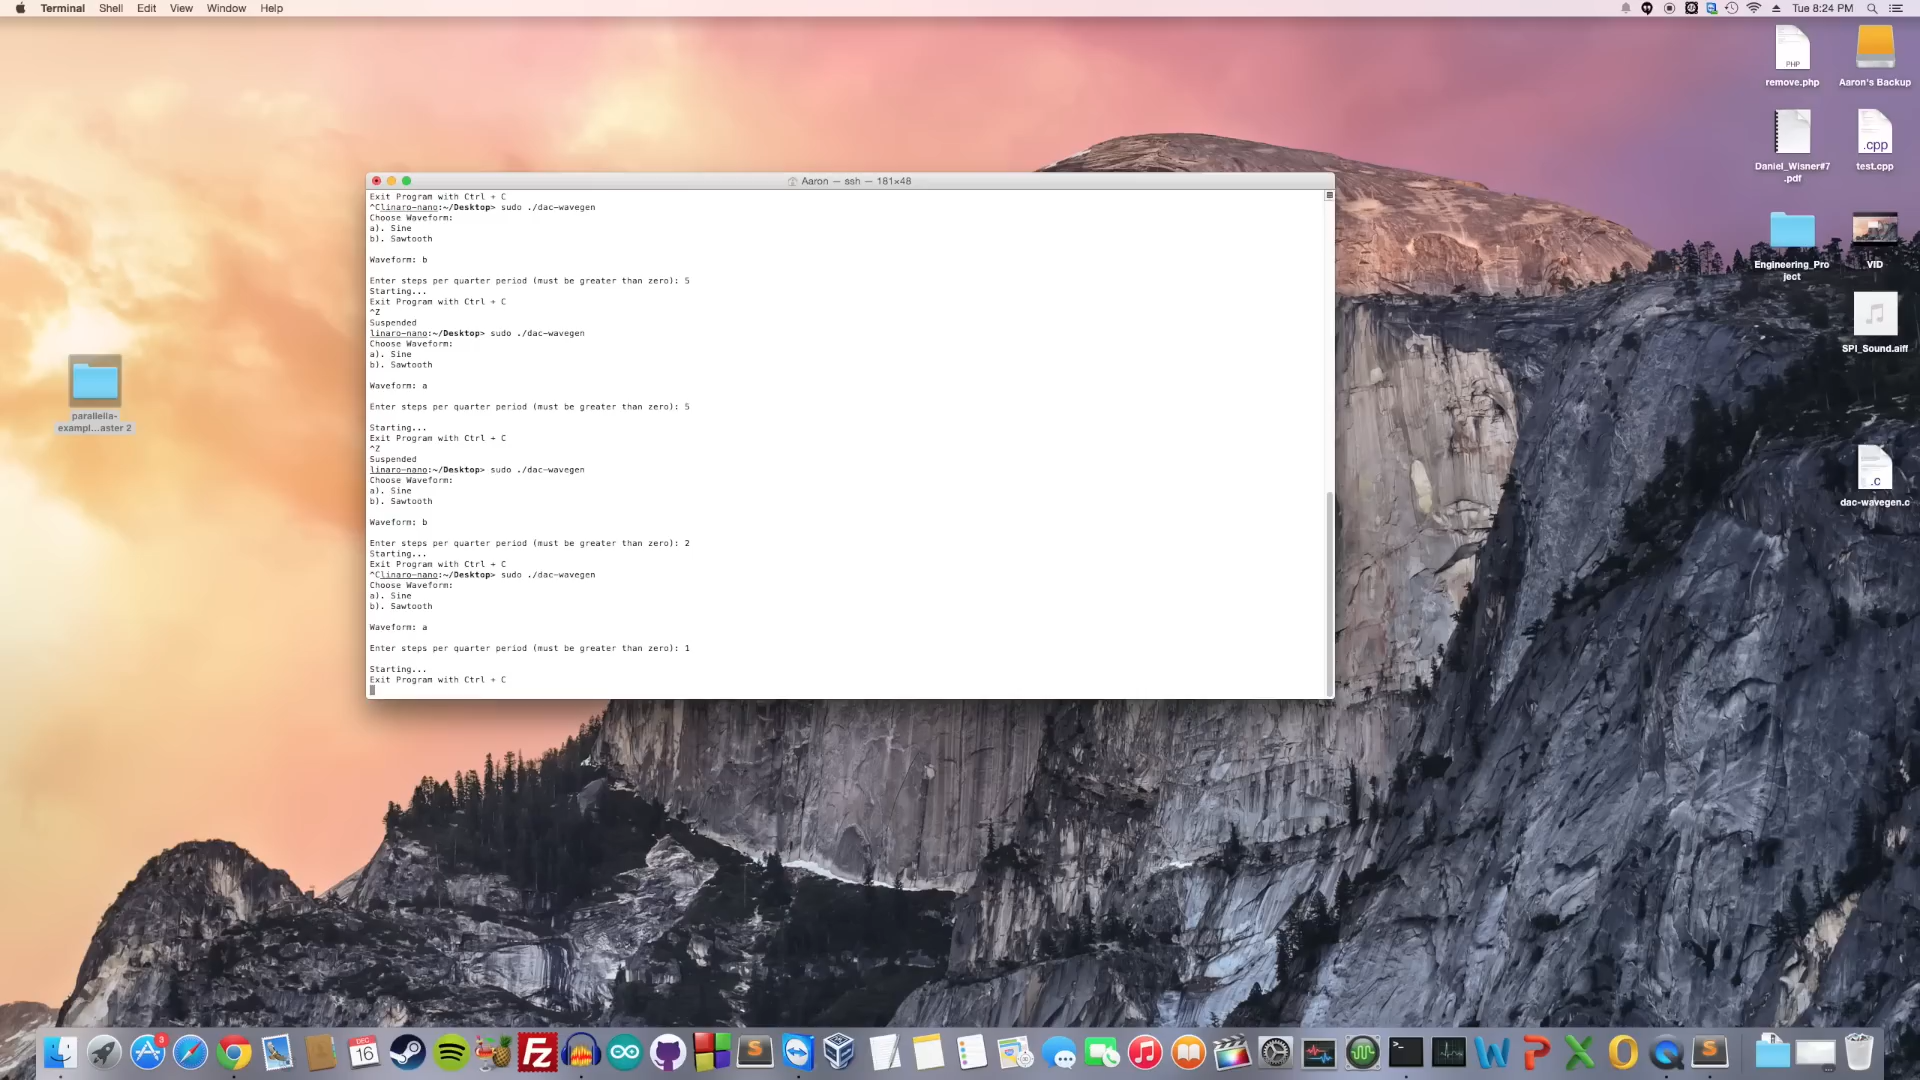 Terminal Shell Edit View Window Help
Tue 8:24 PM
PHP
remove.php
Aaron's Backup
Daniel_Wisner#7
.pdf
.cpp
test.cpp
Engineering_Pro
ject
VID
SPI_Sound.aiff
.c
dac-wavegen.c
parallella-
exampl...aster 2
Aaron — ssh — 181×48
Exit Program with Ctrl + C
^Clinaro-nano:~/Desktop> sudo ./dac-wavegen
Choose Waveform:
a). Sine
b). Sawtooth
Waveform: b
Enter steps per quarter period (must be greater than zero): 5
Starting...
Exit Program with Ctrl + C
^Z
Suspended
linaro-nano:~/Desktop> sudo ./dac-wavegen
Choose Waveform:
a). Sine
b). Sawtooth
Waveform: a
Enter steps per quarter period (must be greater than zero): 5
Starting...
Exit Program with Ctrl + C
^Z
Suspended
linaro-nano:~/Desktop> sudo ./dac-wavegen
Choose Waveform:
a). Sine
b). Sawtooth
Waveform: b
Enter steps per quarter period (must be greater than zero): 2
Starting...
Exit Program with Ctrl + C
^Clinaro-nano:~/Desktop> sudo ./dac-wavegen
Choose Waveform:
a). Sine
b). Sawtooth
Waveform: a
Enter steps per quarter period (must be greater than zero): 1
Starting...
Exit Program with Ctrl + C
3
DEC
16
Fz
S
W
P
X
O
S